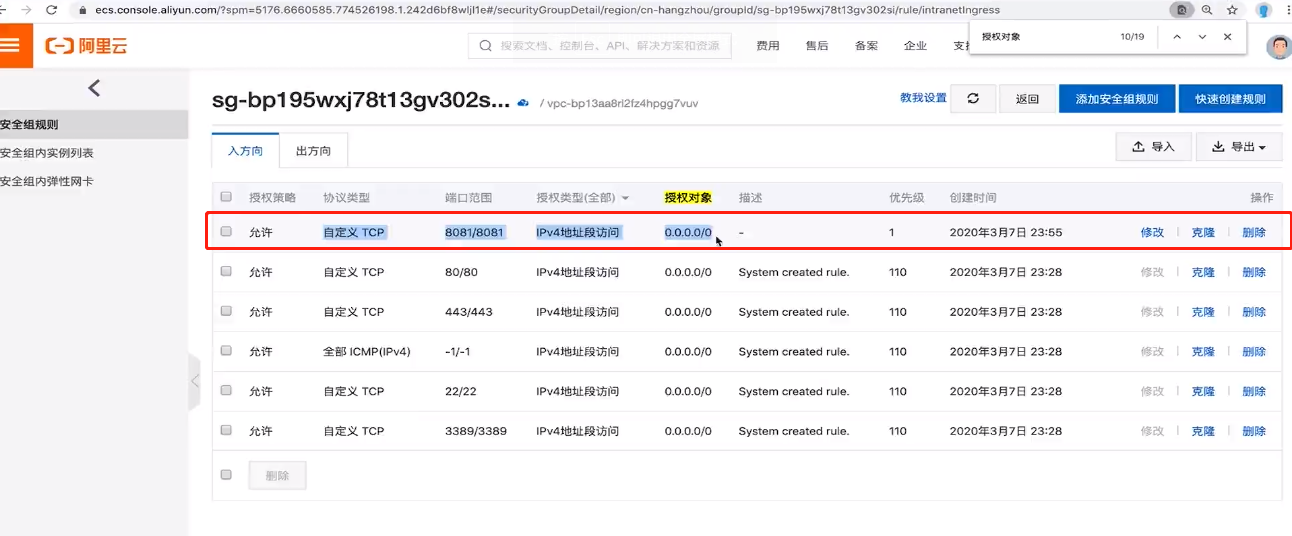 ecs.console.aliyun.com/?spm=5176.6660585.774526198.1.242d6bf8wljl1e#/securityGroupDetail/region/cn-hangzhou/groupId/sg-bp195wxj78t13gv302si/rule/intranetIngress
授权对象 10/19
阿里云 搜索文档、控制台、API、解决方案和资源 费用 售后 备案 企业
sg-bp195wxj78t13gv302s... / vpc-bp13aa8rl2fz4hpgg7vuv 教我设置 返回 添加安全组规则 快速创建规则
安全组规则
安全组内实例列表
安全组内弹性网卡
入方向 出方向 导入 导出
授权策略 协议类型 端口范围 授权类型(全部) 授权对象 描述 优先级 创建时间 操作
允许 自定义 TCP 8081/8081 IPv4地址段访问 0.0.0.0/0 - 1 2020年3月7日 23:55 修改 克隆 删除
允许 自定义 TCP 80/80 IPv4地址段访问 0.0.0.0/0 System created rule. 110 2020年3月7日 23:28 修改 克隆 删除
允许 自定义 TCP 443/443 IPv4地址段访问 0.0.0.0/0 System created rule. 110 2020年3月7日 23:28 修改 克隆 删除
允许 全部 ICMP(IPv4) -1/-1 IPv4地址段访问 0.0.0.0/0 System created rule. 110 2020年3月7日 23:28 修改 克隆 删除
允许 自定义 TCP 22/22 IPv4地址段访问 0.0.0.0/0 System created rule. 110 2020年3月7日 23:28 修改 克隆 删除
允许 自定义 TCP 3389/3389 IPv4地址段访问 0.0.0.0/0 System created rule. 110 2020年3月7日 23:28 修改 克隆 删除
删除